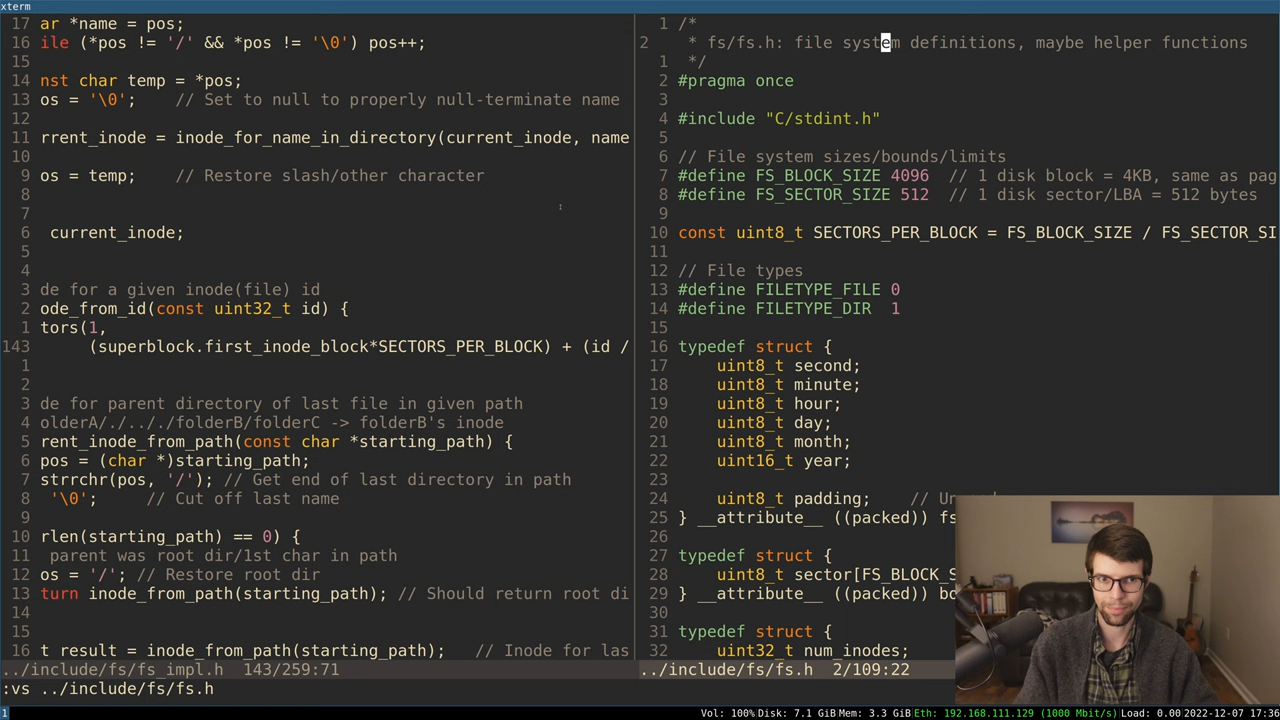 xterm
17 ar *name = pos;
16 ile (*pos != '/' && *pos != '\0') pos++;
15
14 nst char temp = *pos;
13 os = '\0';    // Set to null to properly null-terminate name
12
11 rrent_inode = inode_for_name_in_directory(current_inode, name
10
9 os = temp;    // Restore slash/other character
8
7
6  current_inode;
5
4
3 de for a given inode(file) id
2 ode_from_id(const uint32_t id) {
1 tors(1,
143      (superblock.first_inode_block*SECTORS_PER_BLOCK) + (id /
1
2
3 de for parent directory of last file in given path
4 olderA/./.././folderB/folderC -> folderB's inode
5 rent_inode_from_path(const char *starting_path) {
6 pos = (char *)starting_path;
7 strrchr(pos, '/'); // Get end of last directory in path
8  '\0';     // Cut off last name
9
10 rlen(starting_path) == 0) {
11  parent was root dir/1st char in path
12 os = '/'; // Restore root dir
13 turn inode_from_path(starting_path); // Should return root di
14
15
16 t result = inode_from_path(starting_path);   // Inode for las
../include/fs/fs_impl.h  143/259:71
1 /*
2  * fs/fs.h: file system definitions, maybe helper functions
1  */
2 #pragma once
3
4 #include "C/stdint.h"
5
6 // File system sizes/bounds/limits
7 #define FS_BLOCK_SIZE 4096  // 1 disk block = 4KB, same as pag
8 #define FS_SECTOR_SIZE 512  // 1 disk sector/LBA = 512 bytes
9
10 const uint8_t SECTORS_PER_BLOCK = FS_BLOCK_SIZE / FS_SECTOR_SI
11
12 // File types
13 #define FILETYPE_FILE 0
14 #define FILETYPE_DIR  1
15
16 typedef struct {
17     uint8_t second;
18     uint8_t minute;
19     uint8_t hour;
20     uint8_t day;
21     uint8_t month;
22     uint16_t year;
23
24     uint8_t padding;    // Un
25 } __attribute__ ((packed)) fs
26
27 typedef struct {
28     uint8_t sector[FS_BLOCK_S
29 } __attribute__ ((packed)) bo
30
31 typedef struct {
32     uint32_t num_inodes;
../include/fs/fs.h  2/109:22
:vs ../include/fs/fs.h
1 Vol: 100% Disk: 7.1 GiB Mem: 3.3 GiB Eth: 192.168.111.129 (1000 Mbit/s) Load: 0.00 2022-12-07 17:36